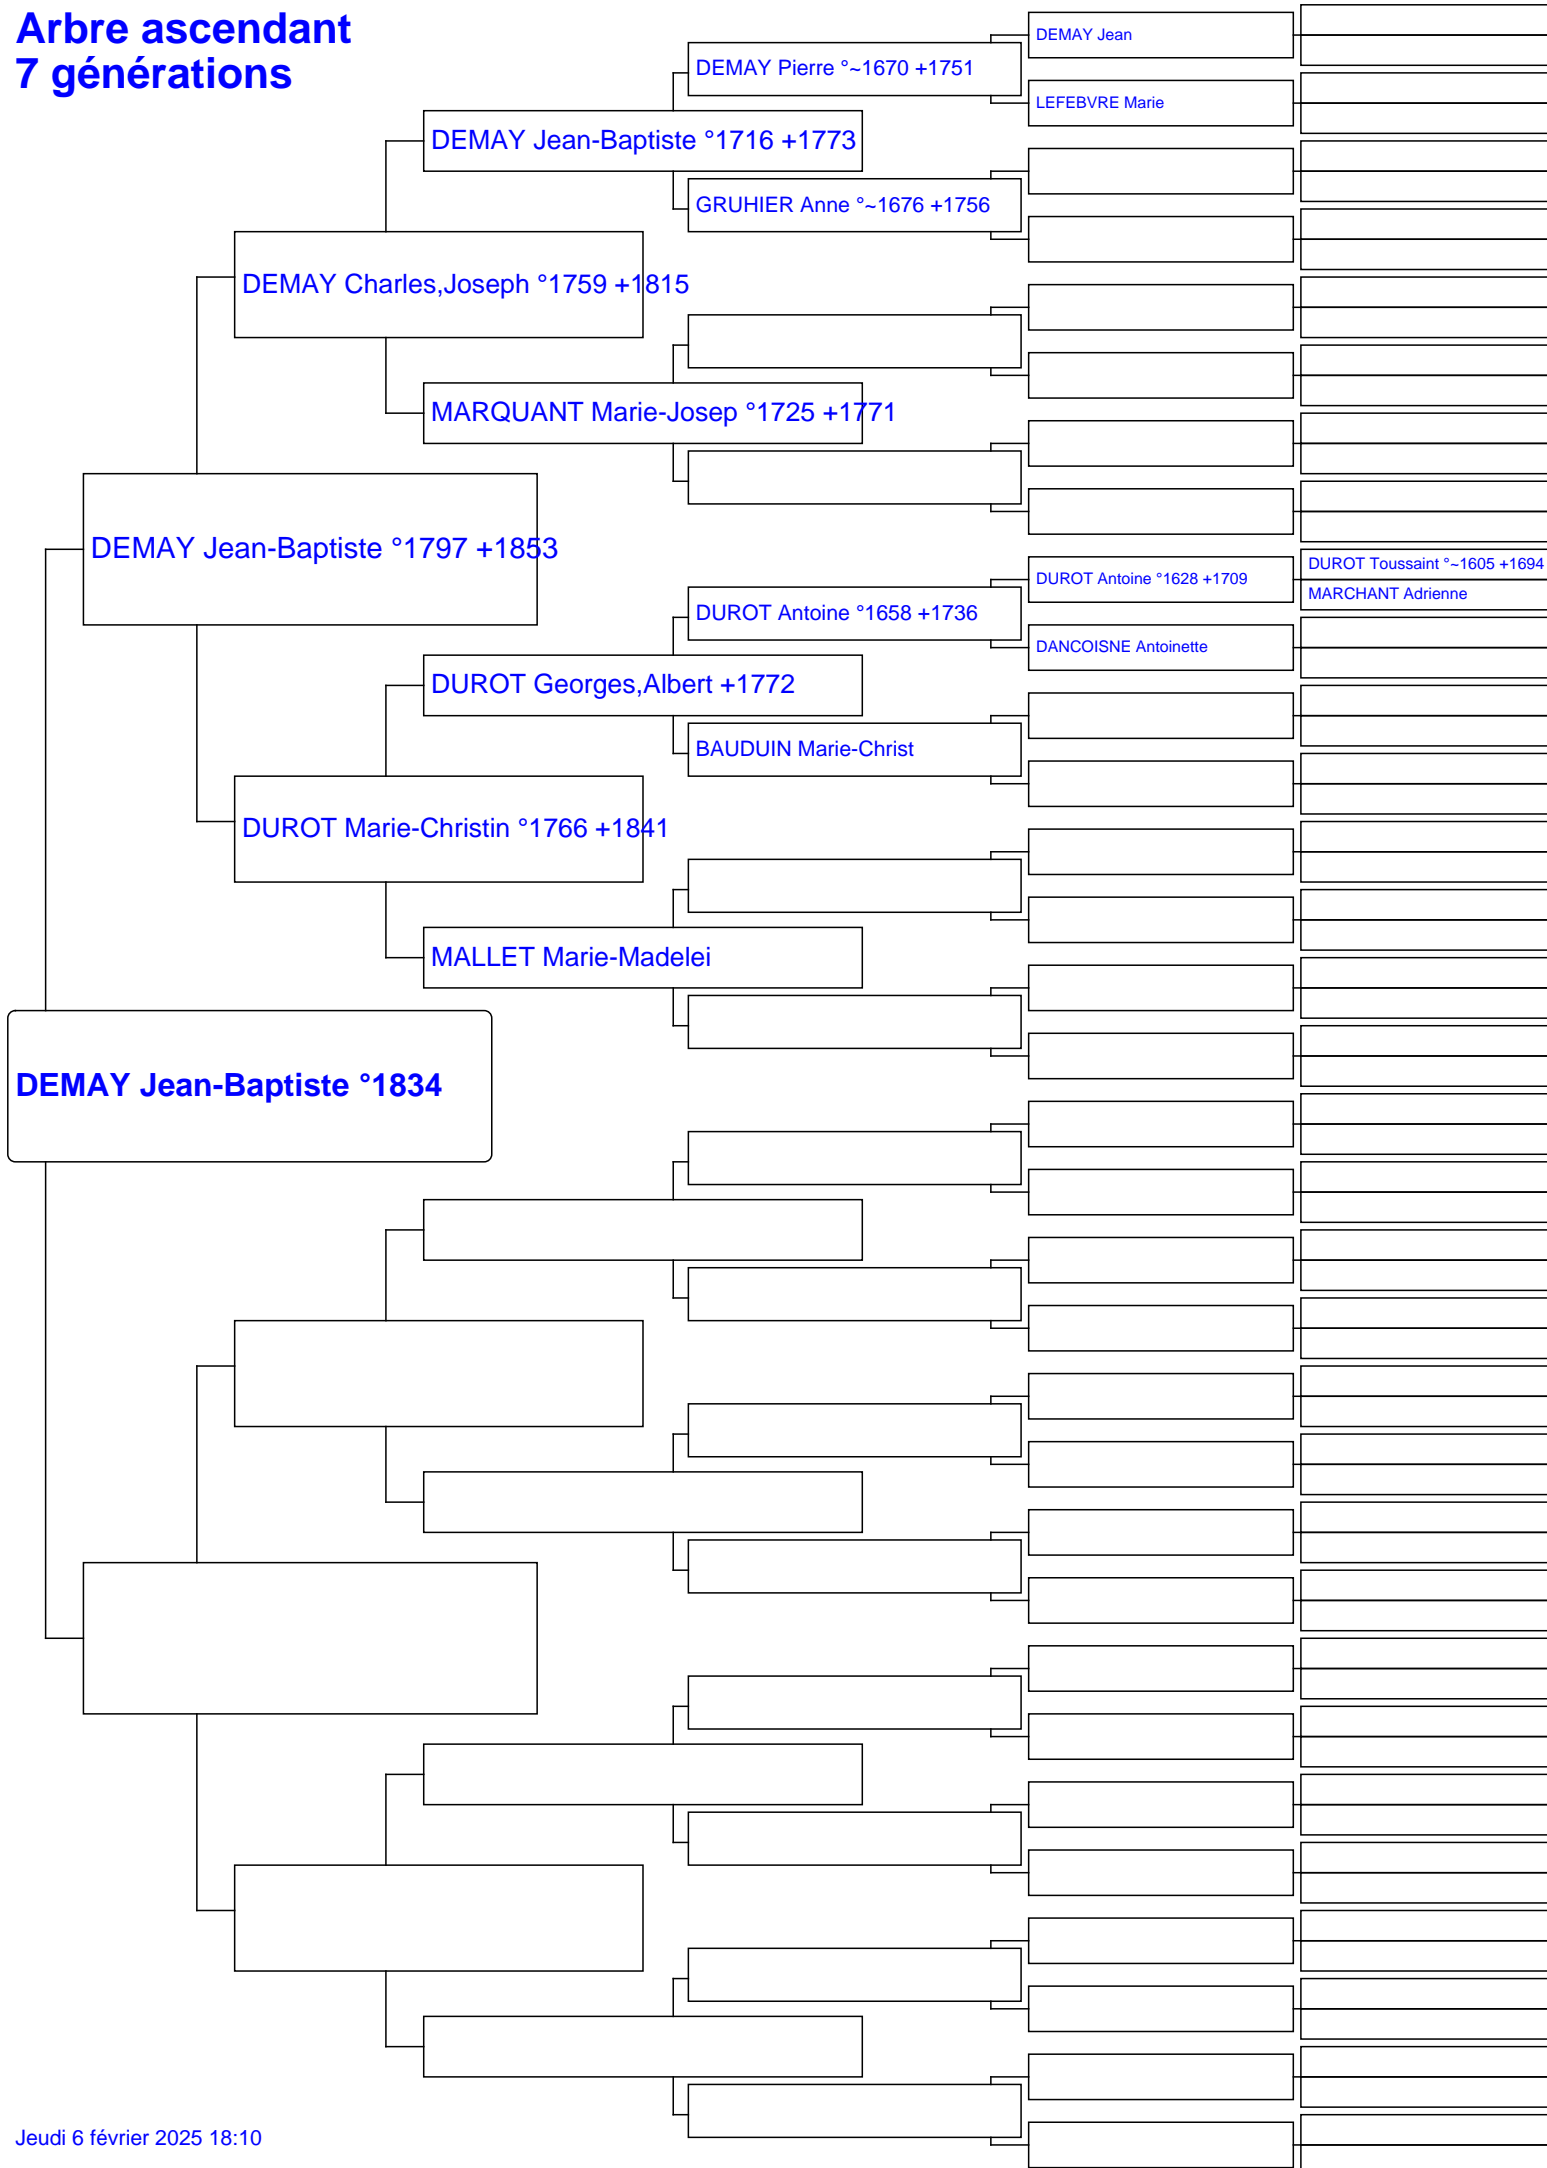 Arbre ascendant
7 générations
DEMAY Jean
DEMAY Pierre °~1670 +1751
LEFEBVRE Marie
DEMAY Jean-Baptiste °1716 +1773
GRUHIER Anne °~1676 +1756
DEMAY Charles,Joseph °1759 +1815
MARQUANT Marie-Josep °1725 +1771
DEMAY Jean-Baptiste °1797 +1853
DUROT Toussaint °~1605 +1694
DUROT Antoine °1628 +1709
MARCHANT Adrienne
DUROT Antoine °1658 +1736
DANCOISNE Antoinette
DUROT Georges,Albert +1772
BAUDUIN Marie-Christ
DUROT Marie-Christin °1766 +1841
MALLET Marie-Madelei
DEMAY Jean-Baptiste °1834
Jeudi 6 février 2025 18:10